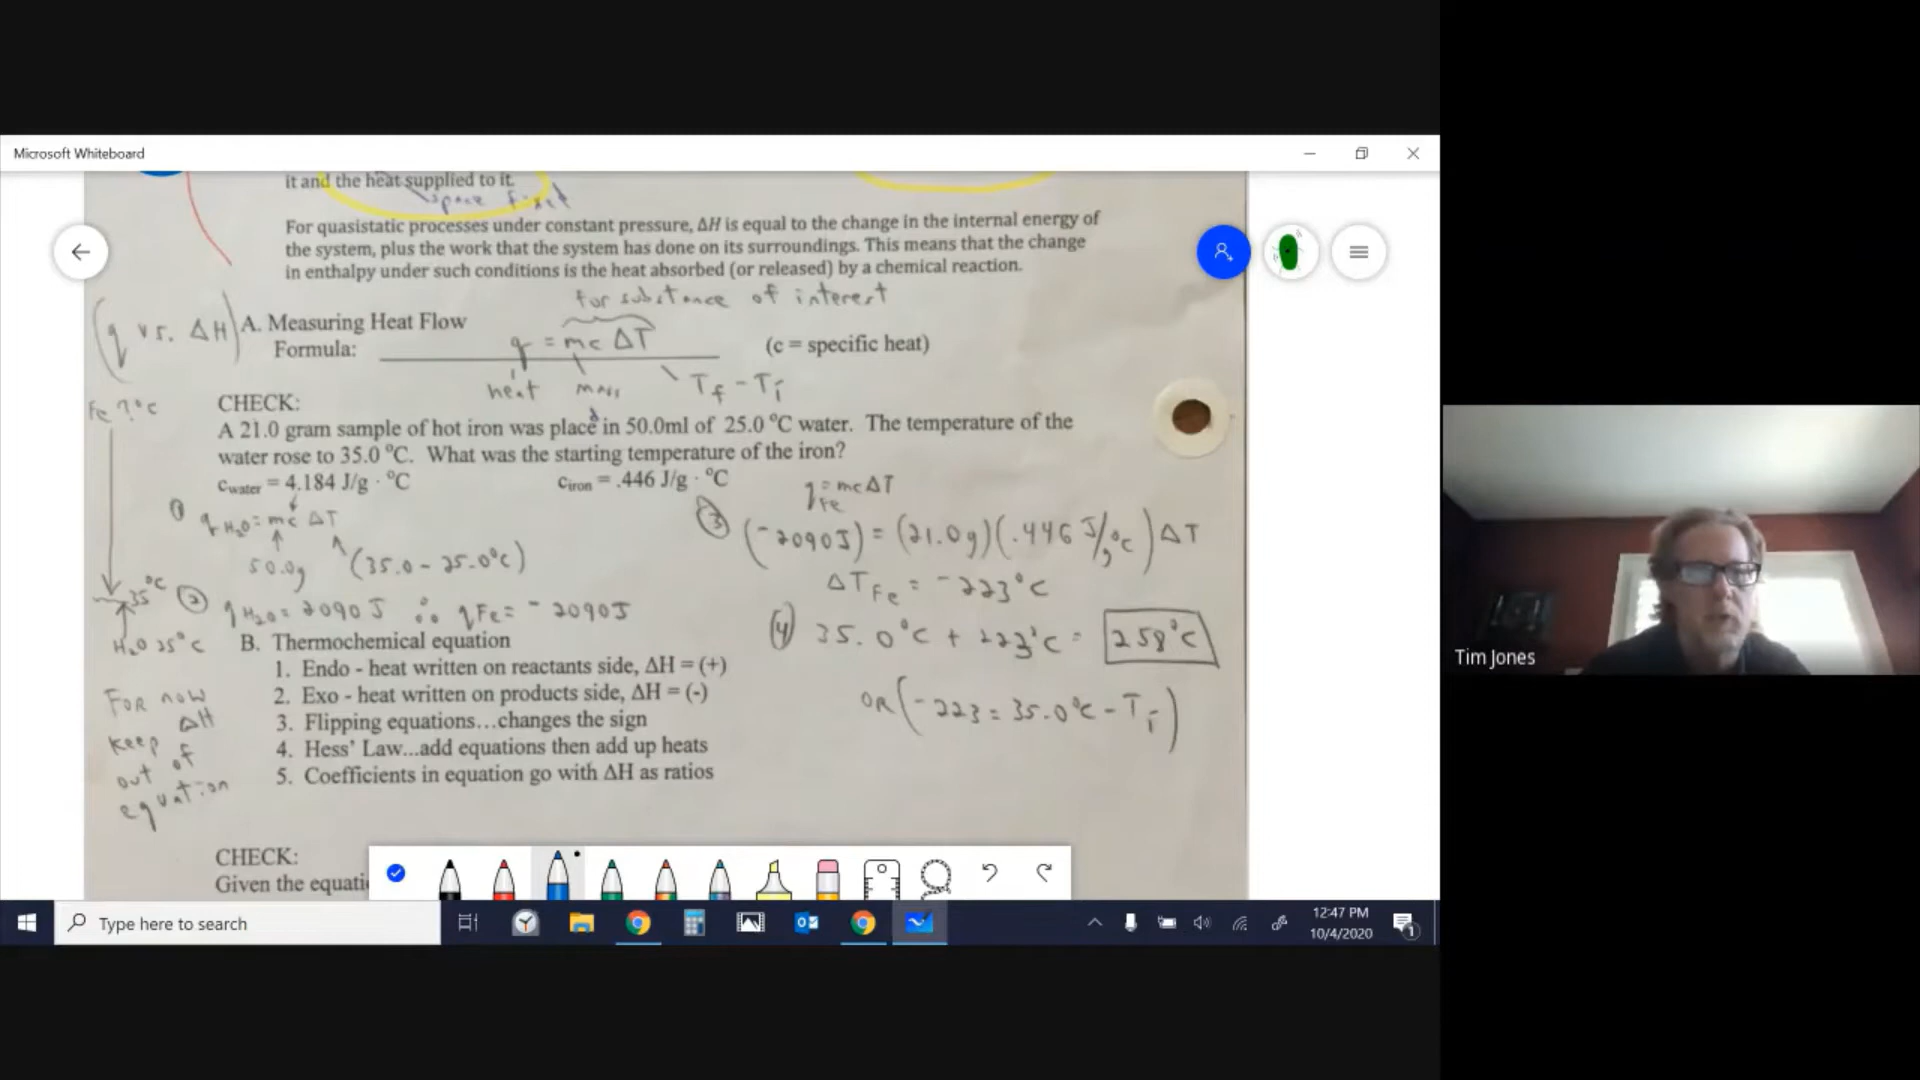 Microsoft Whiteboard
it and the heat supplied to it.
space fixed
For quasistatic processes under constant pressure, ΔH is equal to the change in the internal energy of
the system, plus the work that the system has done on its surroundings. This means that the change
in enthalpy under such conditions is the heat absorbed (or released) by a chemical reaction.
for substance of interest
(q vs. ΔH)
A. Measuring Heat Flow
Formula: q = mc ΔT (c = specific heat)
heat mass Tf - Ti
Fe ?°C
CHECK:
A 21.0 gram sample of hot iron was place d in 50.0ml of 25.0 °C water. The temperature of the
water rose to 35.0 °C. What was the starting temperature of the iron?
cwater = 4.184 J/g · °C ciron = .446 J/g · °C
qFe = mcΔT
① qH2O = mc ΔT
③ (-2090J) = (21.0g)(.446 J/g°C) ΔT
50.0g (35.0 - 25.0°C)
ΔTFe = -223°C
35°C
② qH2O = 2090J ∴ qFe = -2090J
④ 35.0°C + 223°C = 258°C
H2O 25°C
B. Thermochemical equation
1. Endo - heat written on reactants side, ΔH = (+)
2. Exo - heat written on products side, ΔH = (-)
3. Flipping equations…changes the sign
4. Hess' Law...add equations then add up heats
5. Coefficients in equation go with ΔH as ratios
OR (-223 = 35.0°C - Ti)
For now
ΔH
keep
out of
equation
CHECK:
Given the equati
Tim Jones
Type here to search
12:47 PM
10/4/2020
1